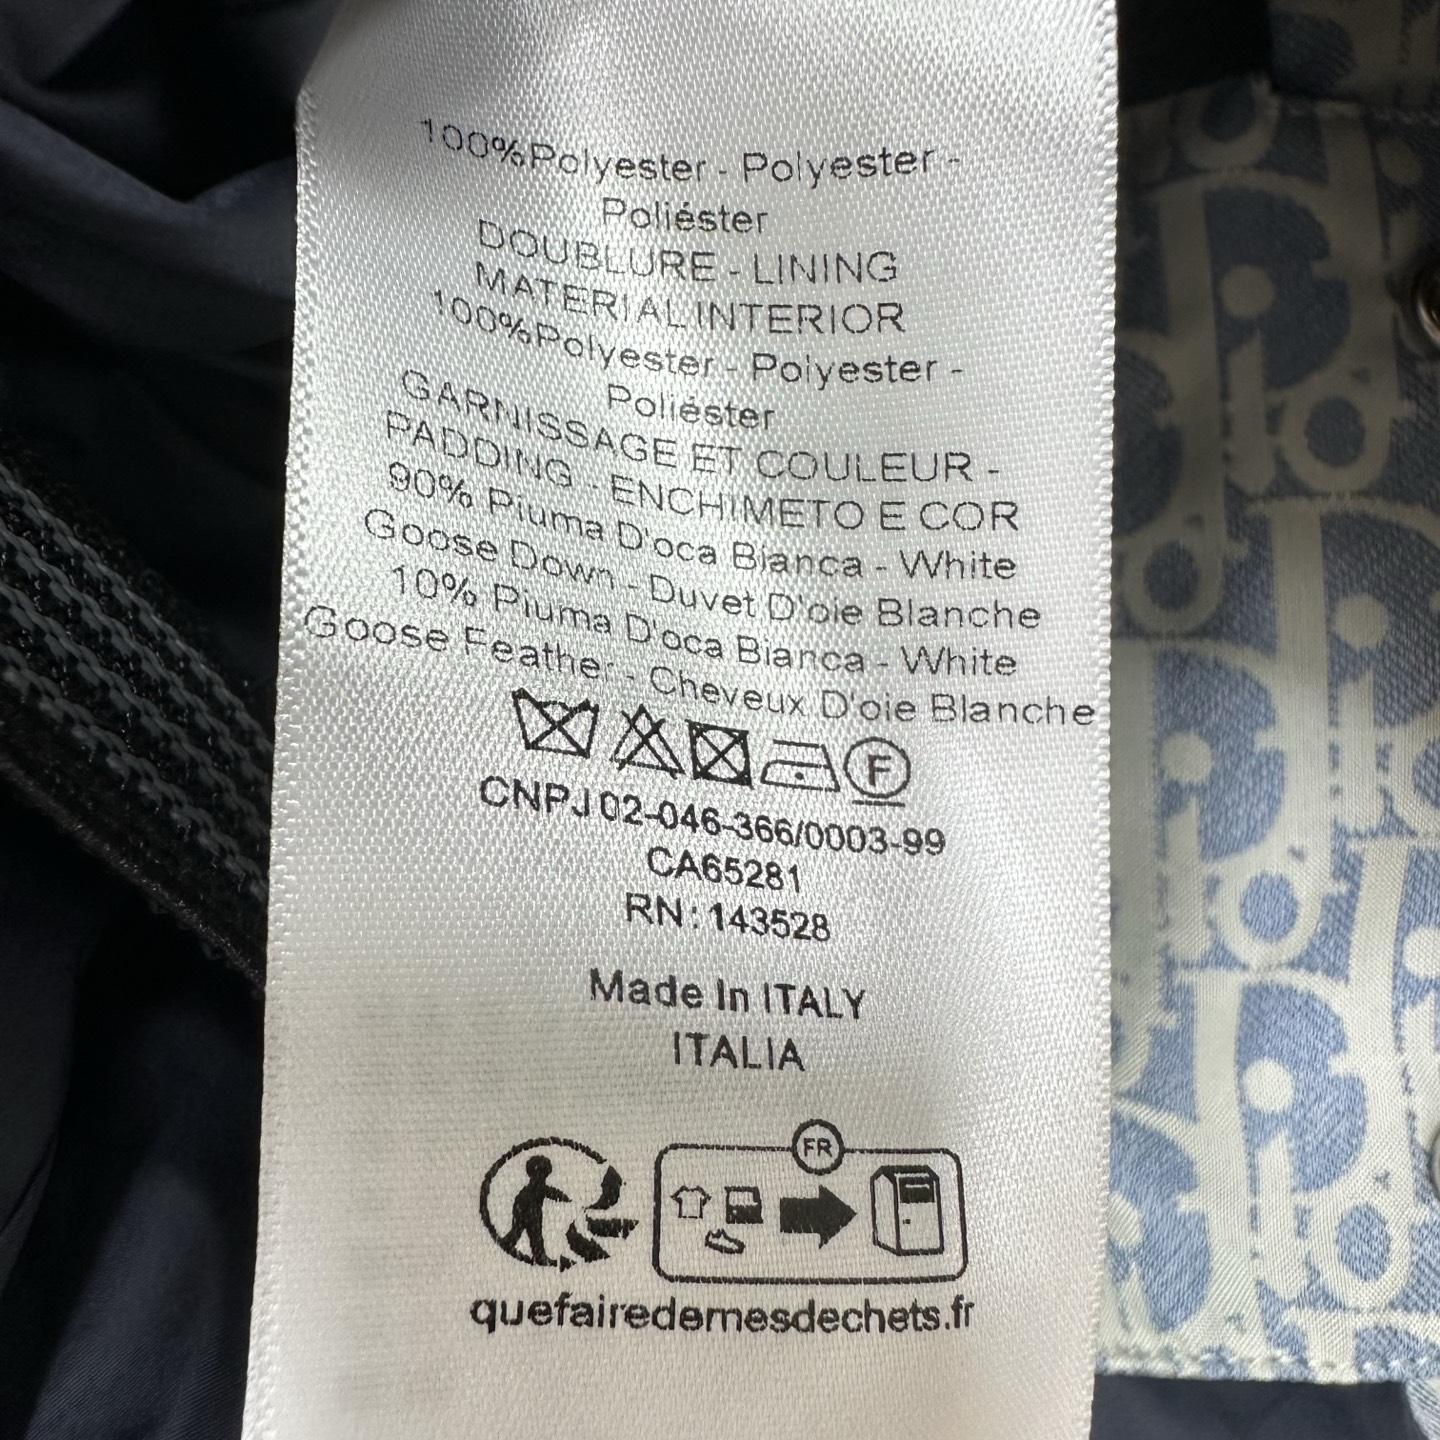 100%Polyester - Polyester -
Poliéster
DOUBLURE - LINING
MATERIAL INTERIOR
100%Polyester - Polyester -
Poliéster
GARNISSAGE ET COULEUR -
PADDING - ENCHIMETO E COR
90% Piuma D'oca Bianca - White
Goose Down - Duvet D'oie Blanche
10% Piuma D'oca Bianca - White
Goose Feather - Cheveux D'oie Blanche
F
CNPJ 02-046-366/0003-99
CA65281
RN: 143528
Made In ITALY
ITALIA
FR
quefairedemesdechets.fr
Dior